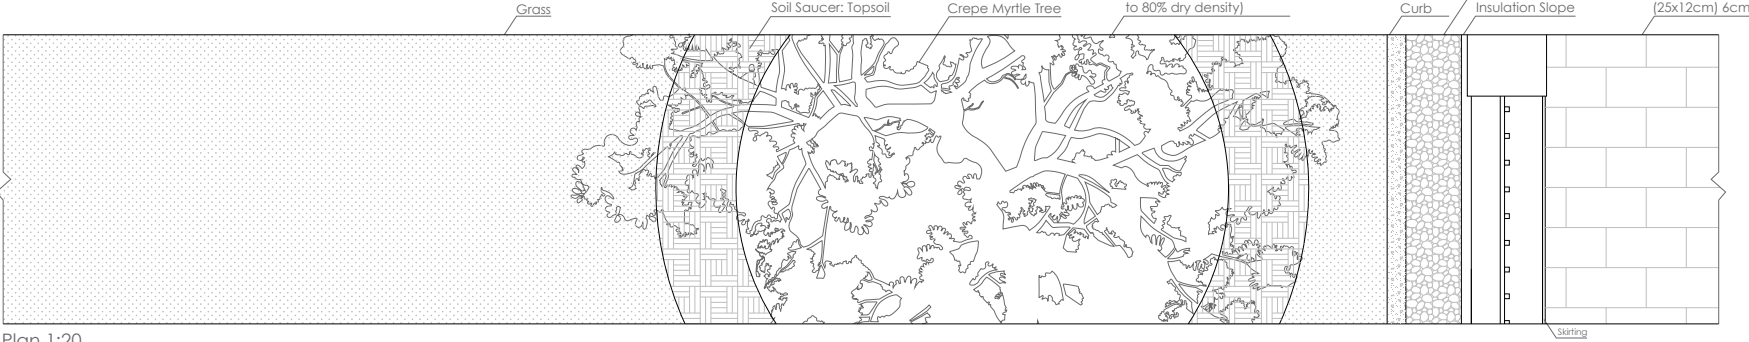 Grass
Soil Saucer: Topsoil
Crepe Myrtle Tree
to 80% dry density)
Curb
Insulation Slope
(25x12cm) 6cm
Skirting
Plan 1:20